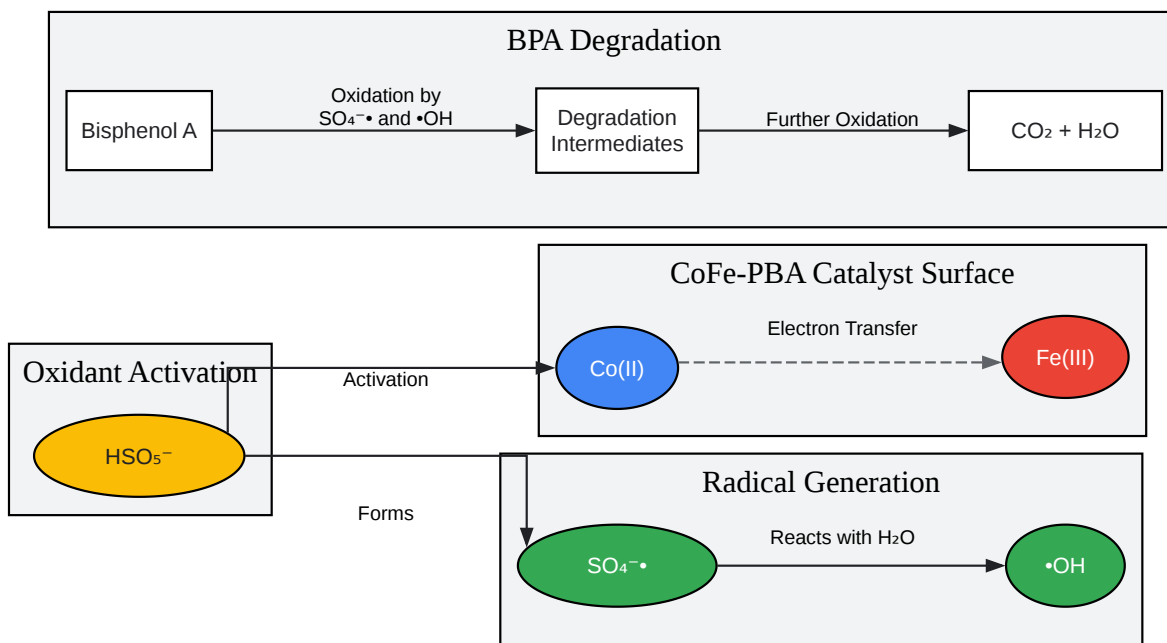 BPA Degradation
Bisphenol A
Oxidation by
SO₄⁻• and •OH
Degradation
Intermediates
Further Oxidation
CO₂ + H₂O
CoFe-PBA Catalyst Surface
Electron Transfer
Co(II)
Fe(III)
Oxidant Activation
Activation
HSO₅⁻
Forms
Radical Generation
SO₄⁻•
Reacts with H₂O
•OH